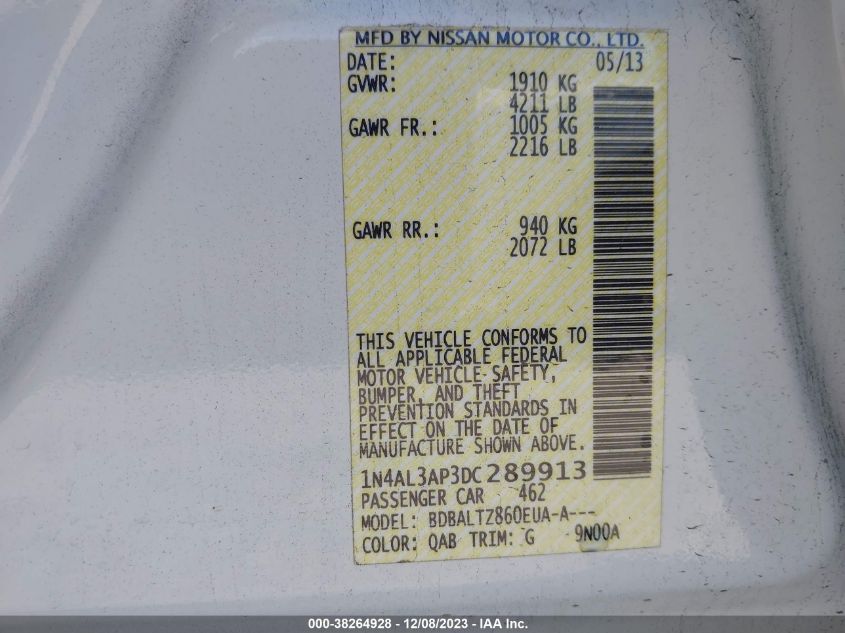 MFD BY NISSAN MOTOR CO., LTD.
DATE: 05/13
GVWR: 1910 KG
4211 LB
GAWR FR.: 1005 KG
2216 LB
GAWR RR.: 940 KG
2072 LB
THIS VEHICLE CONFORMS TO
ALL APPLICABLE FEDERAL
MOTOR VEHICLE SAFETY,
BUMPER, AND THEFT
PREVENTION STANDARDS IN
EFFECT ON THE DATE OF
MANUFACTURE SHOWN ABOVE.
1N4AL3AP3DC289913
PASSENGER CAR 462
MODEL: BDBALTZ860EUA-A---
COLOR: QAB TRIM: G 9N00A
000-38264928 - 12/08/2023 - IAA Inc.